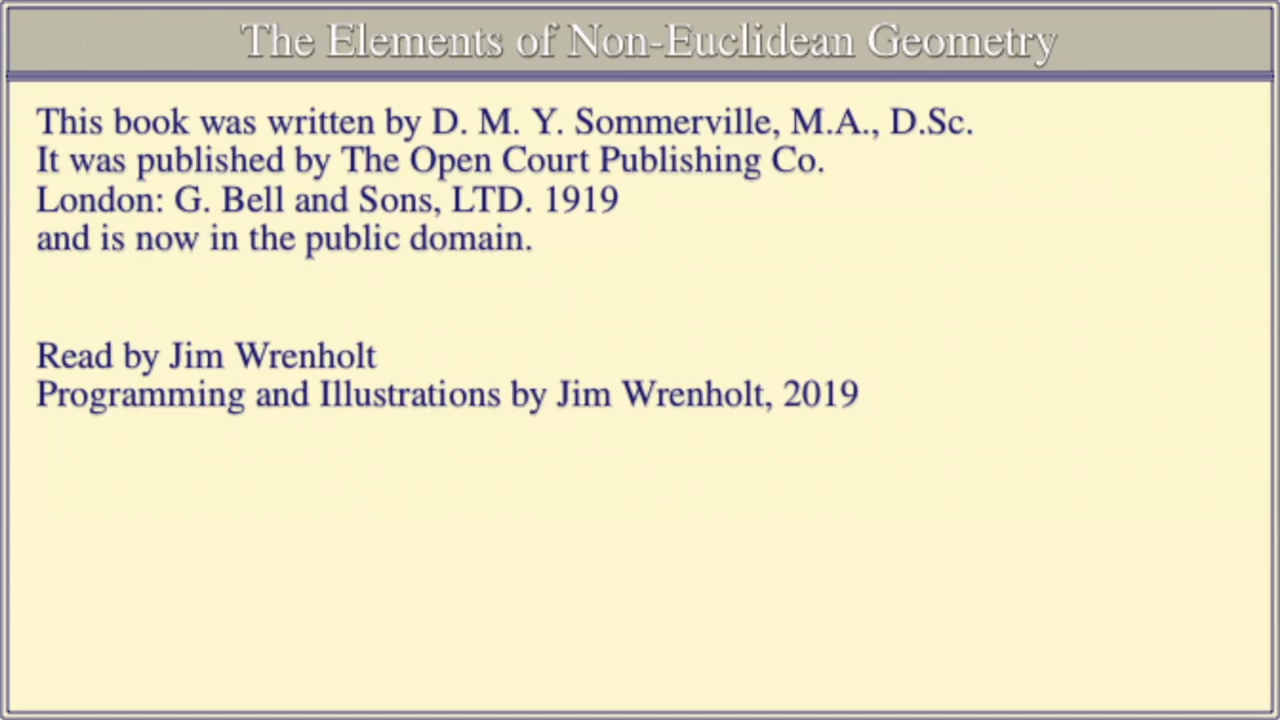 The Elements of Non-Euclidean Geometry
This book was written by D. M. Y. Sommerville, M.A., D.Sc.
It was published by The Open Court Publishing Co.
London: G. Bell and Sons, LTD. 1919
and is now in the public domain.
Read by Jim Wrenholt
Programming and Illustrations by Jim Wrenholt, 2019